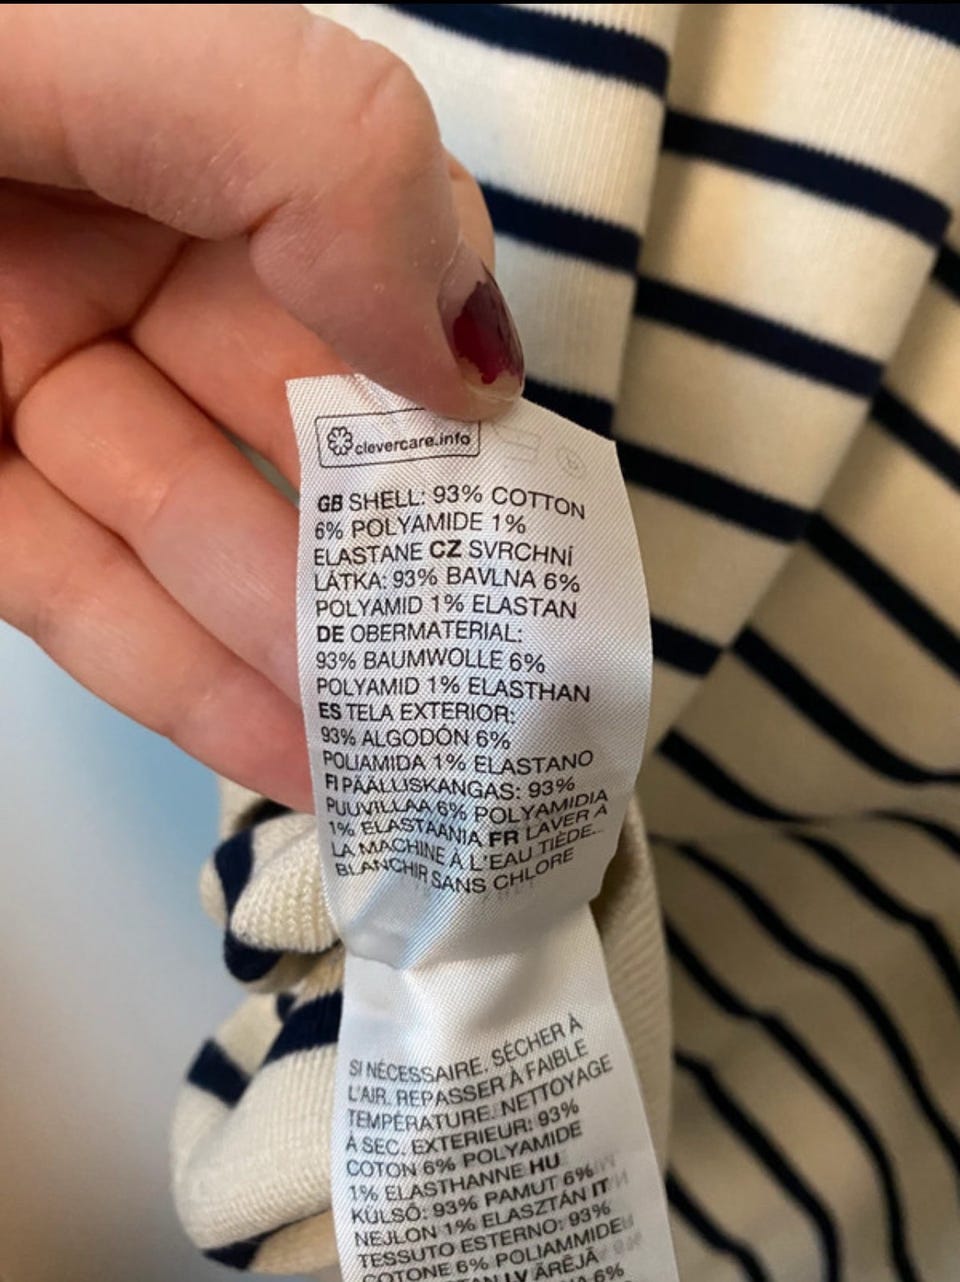 clevercare.info
GB SHELL: 93% COTTON
6% POLYAMIDE 1%
ELASTANE CZ SVRCHNÍ
LÁTKA: 93% BAVLNA 6%
POLYAMID 1% ELASTAN
DE OBERMATERIAL:
93% BAUMWOLLE 6%
POLYAMID 1% ELASTHAN
ES TELA EXTERIOR:
93% ALGODÓN 6%
POLIAMIDA 1% ELASTANO
FI PÄÄLLISKANGAS: 93%
PUUVILLAA 6% POLYAMIDIA
1% ELASTAANIA FR LAVER A
LA MACHINE À L'EAU TIÈDE..
BLANCHIR SANS CHLORE
SI NÉCESSAIRE. SÉCHER À
L'AIR. REPASSER À FAIBLE
TEMPÉRATURE. NETTOYAGE
À SEC. EXTERIEUR: 93%
COTON 6% POLYAMIDE
1% ELASTHANNE HU
KÜLSŐ: 93% PAMUT 6%
NEJLON 1% ELASZTÁN IT
TESSUTO ESTERNO: 93%
COTONE 6% POLIAMMIDE
LV ĀRĒJĀ
6%